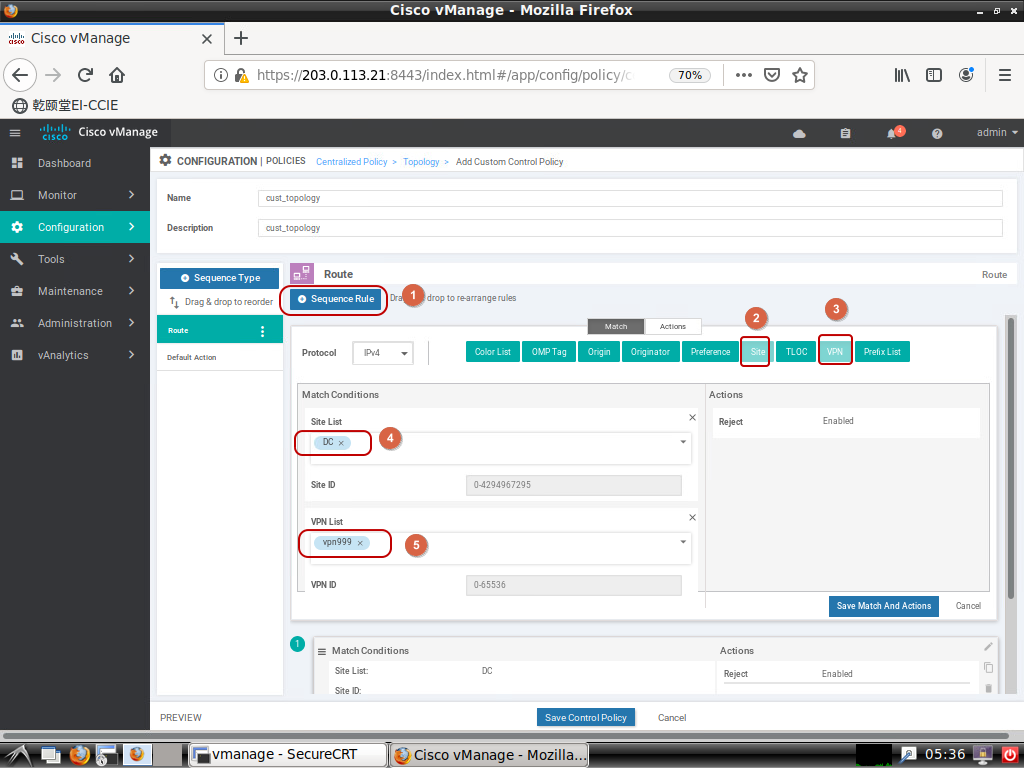 Cisco vManage - Mozilla Firefox
Cisco vManage
https://203.0.113.21:8443/index.html#/app/config/policy/c
70%
乾颐堂EI-CCIE
cisco
Cisco vManage
4
admin
Dashboard
Monitor
Configuration
Tools
Maintenance
Administration
vAnalytics
CONFIGURATION | POLICIES
Centralized Policy > Topology > Add Custom Control Policy
Name
cust_topology
Description
cust_topology
Sequence Type
Drag & drop to reorder
Route
Default Action
Route
Route
Sequence Rule
1
drop to re-arrange rules
2
3
Match
Actions
Protocol
IPv4
Color List
OMP Tag
Origin
Originator
Preference
Site
TLOC
VPN
Prefix List
Match Conditions
Site List
DC
4
Site ID
0-4294967295
VPN List
vpn999
5
VPN ID
0-65536
Actions
Reject
Enabled
Save Match And Actions
Cancel
1
Match Conditions
Site List:
DC
Site ID:
Actions
Reject
Enabled
PREVIEW
Save Control Policy
Cancel
vmanage - SecureCRT
Cisco vManage - Mozilla...
05:36